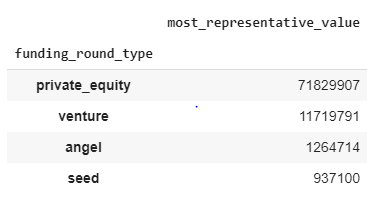 most_representative_value
funding_round_type
private_equity 71829907
venture 11719791
angel 1264714
seed 937100